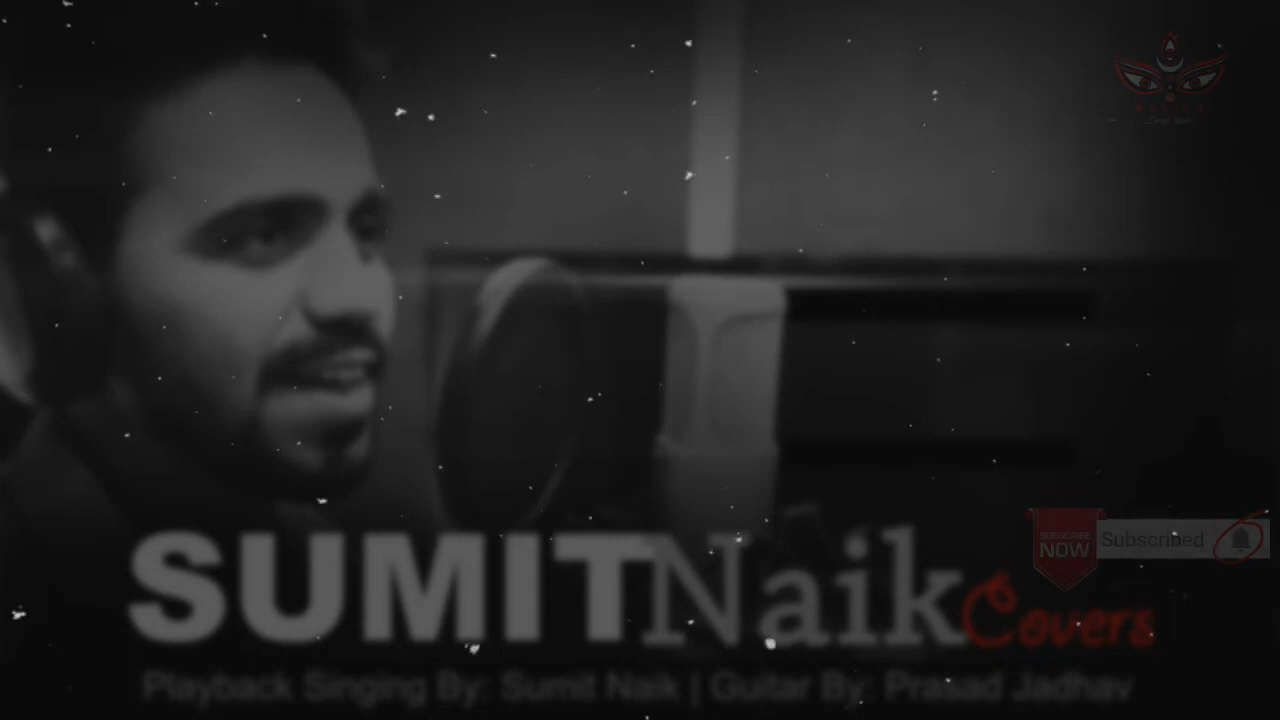 SUBSCRIBE
NOW
Subscribed
SUMIT Naik Covers
Playback Singing By: Sumit Naik | Guitar By: Prasad Jadhav